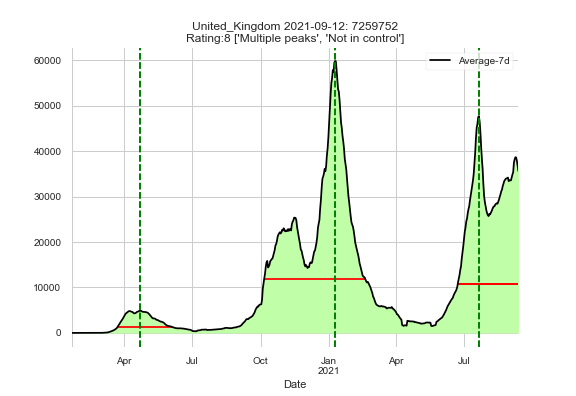 United_Kingdom 2021-09-12: 7259752
Rating:8 ['Multiple peaks', 'Not in control']
Average-7d
60000
50000
40000
30000
20000
10000
0
Apr Jul Oct Jan Apr Jul
2021
Date